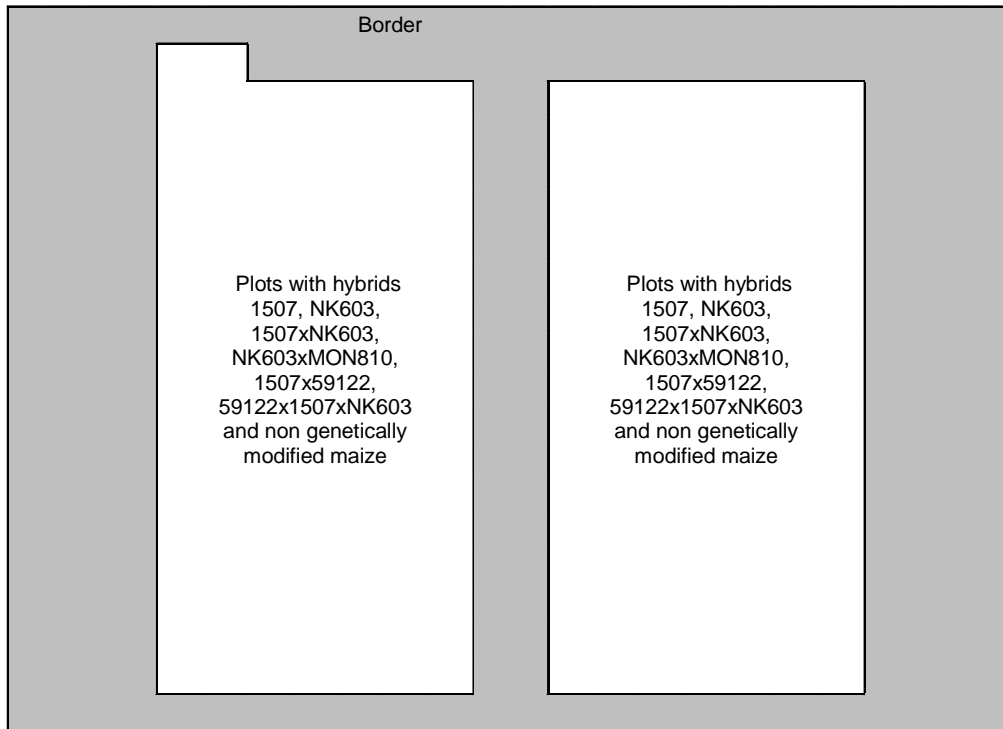 Border
Plots with hybrids
1507, NK603,
1507xNK603,
NK603xMON810,
1507x59122,
59122x1507xNK603
and non genetically
modified maize
Plots with hybrids
1507, NK603,
1507xNK603,
NK603xMON810,
1507x59122,
59122x1507xNK603
and non genetically
modified maize